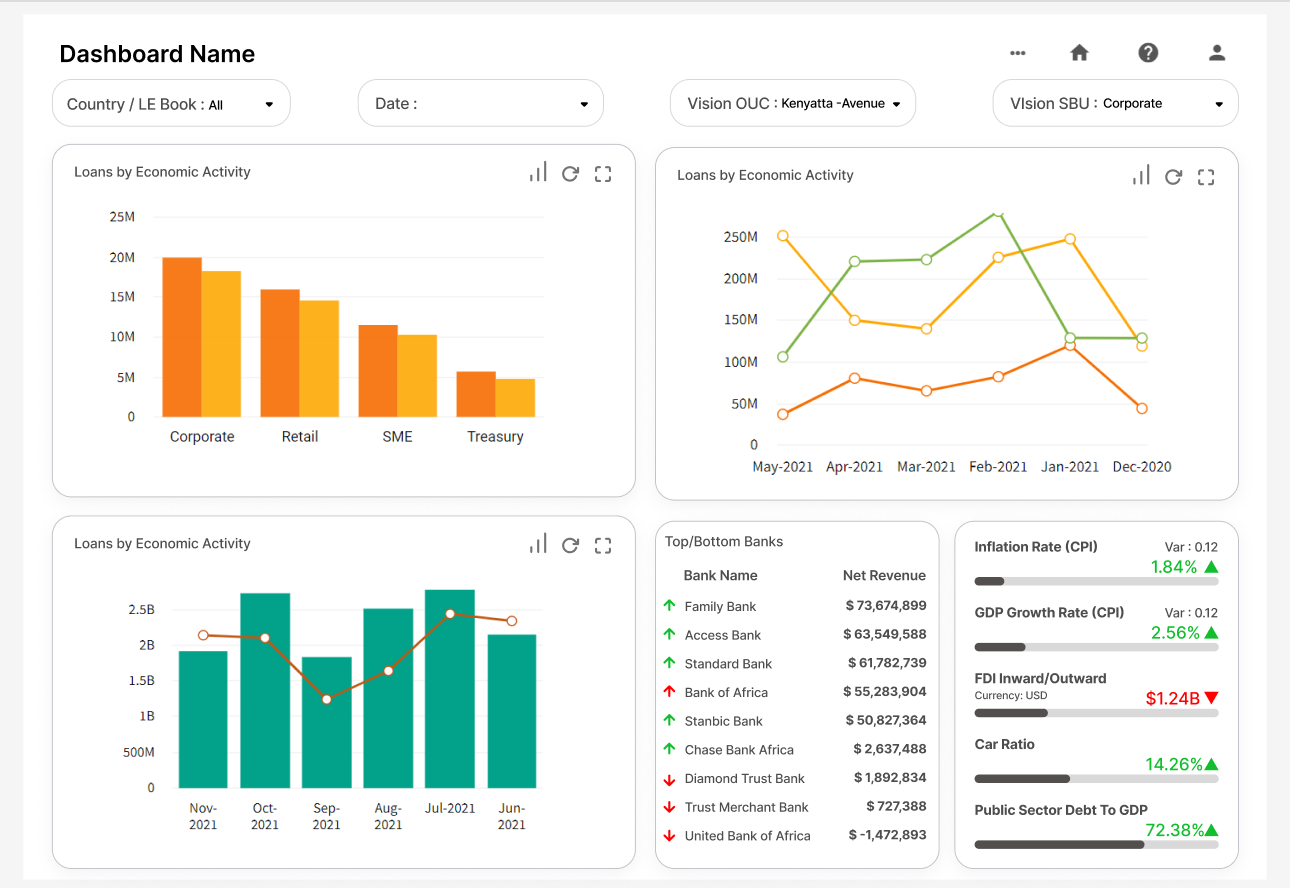 Dashboard Name
Country / LE Book : All
Date :
Vision OUC : Kenyatta -Avenue
VIsion SBU : Corporate
Loans by Economic Activity
25M
20M
15M
10M
5M
0
Corporate Retail SME Treasury
Loans by Economic Activity
250M
200M
150M
100M
50M
0
May-2021 Apr-2021 Mar-2021 Feb-2021 Jan-2021 Dec-2020
Loans by Economic Activity
2.5B
2B
1.5B
1B
500M
0
Nov-2021 Oct-2021 Sep-2021 Aug-2021 Jul-2021 Jun-2021
Top/Bottom Banks
Bank Name Net Revenue
Family Bank $ 73,674,899
Access Bank $ 63,549,588
Standard Bank $ 61,782,739
Bank of Africa $ 55,283,904
Stanbic Bank $ 50,827,364
Chase Bank Africa $ 2,637,488
Diamond Trust Bank $ 1,892,834
Trust Merchant Bank $ 727,388
United Bank of Africa $ -1,472,893
Inflation Rate (CPI) Var : 0.12
1.84%
GDP Growth Rate (CPI) Var : 0.12
2.56%
FDI Inward/Outward
Currency: USD
$1.24B
Car Ratio
14.26%
Public Sector Debt To GDP
72.38%